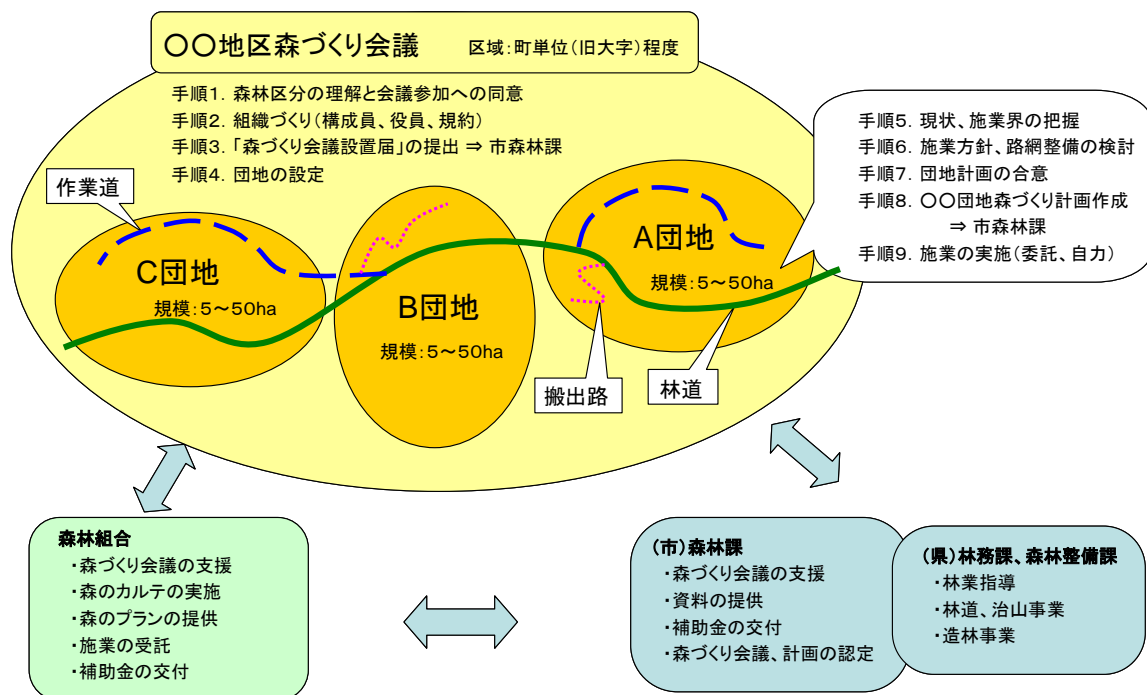 〇〇地区森づくり会議　区域：町単位（旧大字）程度
手順１．森林区分の理解と会議参加への同意
手順２．組織づくり（構成員、役員、規約）
手順３．「森づくり会議設置届」の提出 ⇒ 市森林課
手順４．団地の設定
手順５．現状、施業界の把握
手順６．施業方針、路網整備の検討
手順７．団地計画の合意
手順８．〇〇団地森づくり計画作成
⇒ 市森林課
手順９．施業の実施（委託、自力）
作業道
C団地
規模：５～５０ha
B団地
規模：５～５０ha
A団地
規模：５～５０ha
搬出路
林道
森林組合
・森づくり会議の支援
・森のカルテの実施
・森のプランの提供
・施業の受託
・補助金の交付
（市）森林課
・森づくり会議の支援
・資料の提供
・補助金の交付
・森づくり会議、計画の認定
（県）林務課、森林整備課
・林業指導
・林道、治山事業
・造林事業